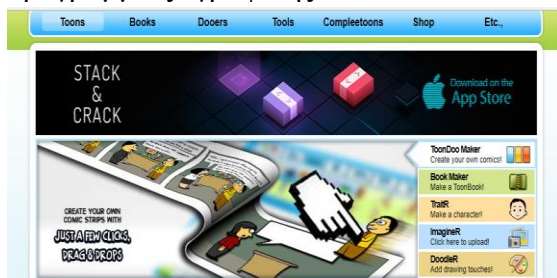 Toons Books Dooers Tools Compleetoons Shop Etc.,
STACK
&
CRACK
Download on the
App Store
CREATE YOUR OWN
COMIC STRIPS WITH
JUST A FEW CLICKS,
DRAG & DROPS
ToonDoo Maker
Create your own comics!
Book Maker
Make a ToonBook!
TraitR
Make a character!
ImagineR
Click here to upload!
DoodleR
Add drawing touches!